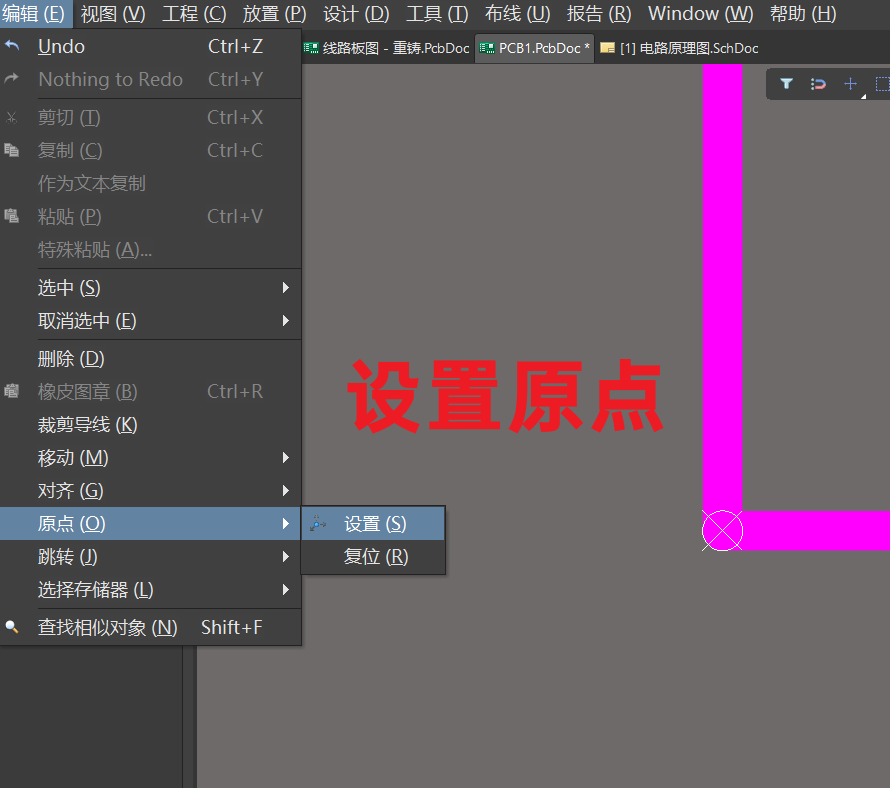 编辑 (E) 视图 (V) 工程 (C) 放置 (P) 设计 (D) 工具 (T) 布线 (U) 报告 (R) Window (W) 帮助 (H)
线路板图 - 重铸.PcbDoc PCB1.PcbDoc * [1] 电路原理图.SchDoc
Undo Ctrl+Z
Nothing to Redo Ctrl+Y
剪切 (T) Ctrl+X
复制 (C) Ctrl+C
作为文本复制
粘贴 (P) Ctrl+V
特殊粘贴 (A)...
选中 (S)
取消选中 (E)
删除 (D)
橡皮图章 (B) Ctrl+R
裁剪导线 (K)
移动 (M)
对齐 (G)
原点 (O)
跳转 (J)
选择存储器 (L)
查找相似对象 (N) Shift+F
设置 (S)
复位 (R)
设置原点